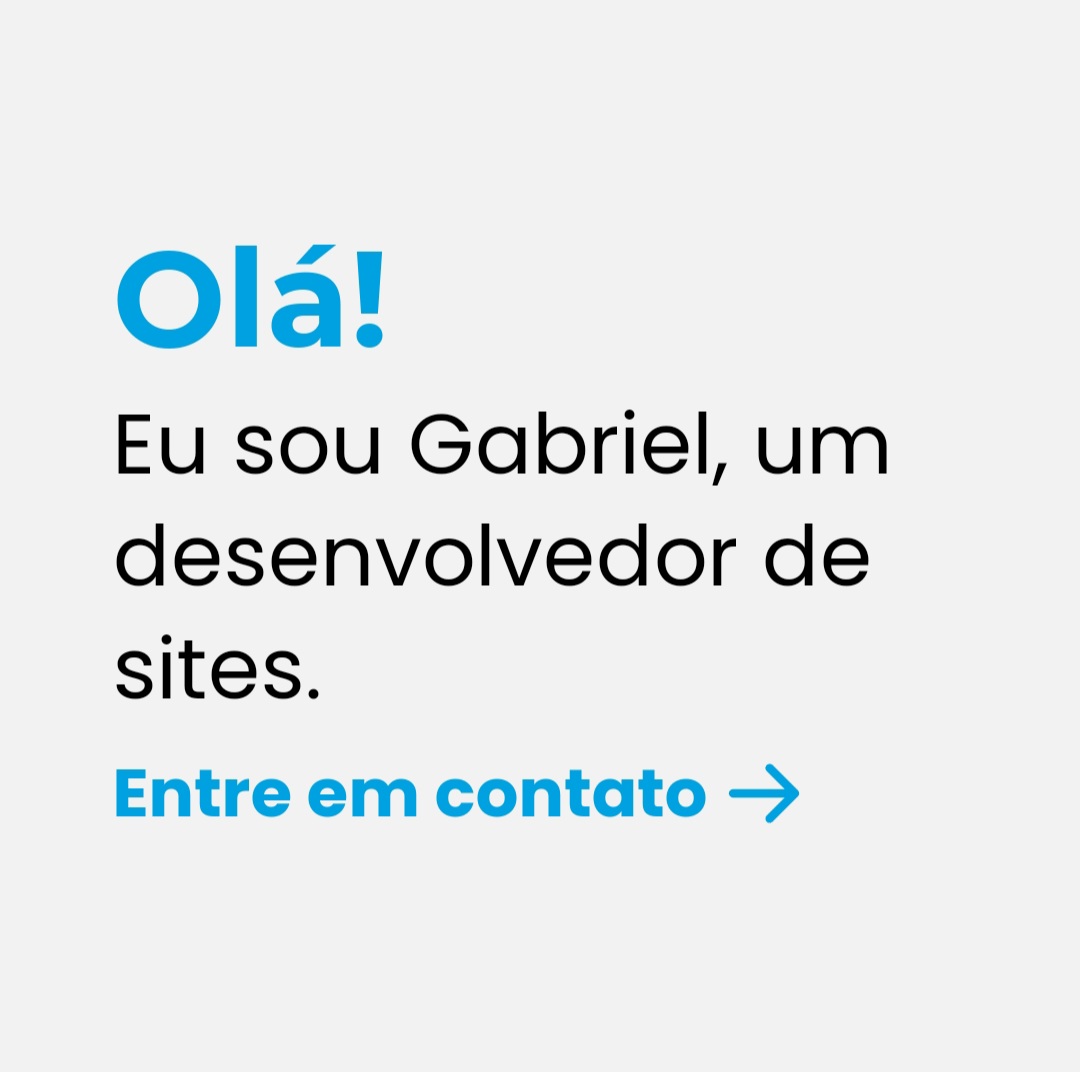 Olá!
Eu sou Gabriel, um
desenvolvedor de
sites.
Entre em contato →